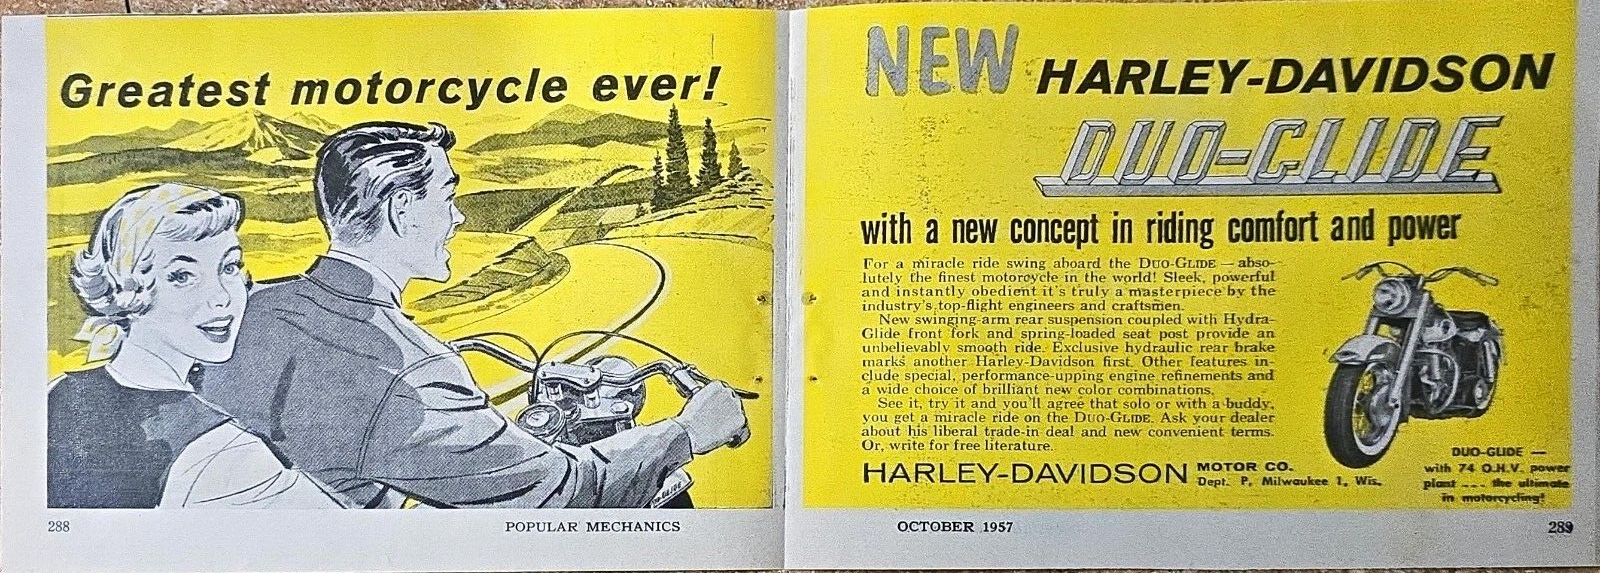 Greatest motorcycle ever!
288
POPULAR MECHANICS
NEW HARLEY-DAVIDSON
DUO-GLIDE
with a new concept in riding comfort and power
For a miracle ride swing aboard the DUO-GLIDE — abso-
lutely the finest motorcycle in the world! Sleek, powerful
and instantly obedient it's truly a masterpiece by the
industry's top-flight engineers and craftsmen.
New swinging-arm rear suspension coupled with Hydra-
Glide front fork and spring-loaded seat post provide an
unbelievably smooth ride. Exclusive hydraulic rear brake
marks another Harley-Davidson first. Other features in-
clude special, performance-upping engine refinements and
a wide choice of brilliant new color combinations.
See it, try it and you'll agree that solo or with a buddy,
you get a miracle ride on the DUO-GLIDE. Ask your dealer
about his liberal trade-in deal and new convenient terms.
Or, write for free literature.
HARLEY-DAVIDSON MOTOR CO.
Dept. P, Milwaukee 1, Wis.
DUO-GLIDE —
with 74 O.H.V. power
plant --- the ultimate
in motorcycling!
OCTOBER 1957
289